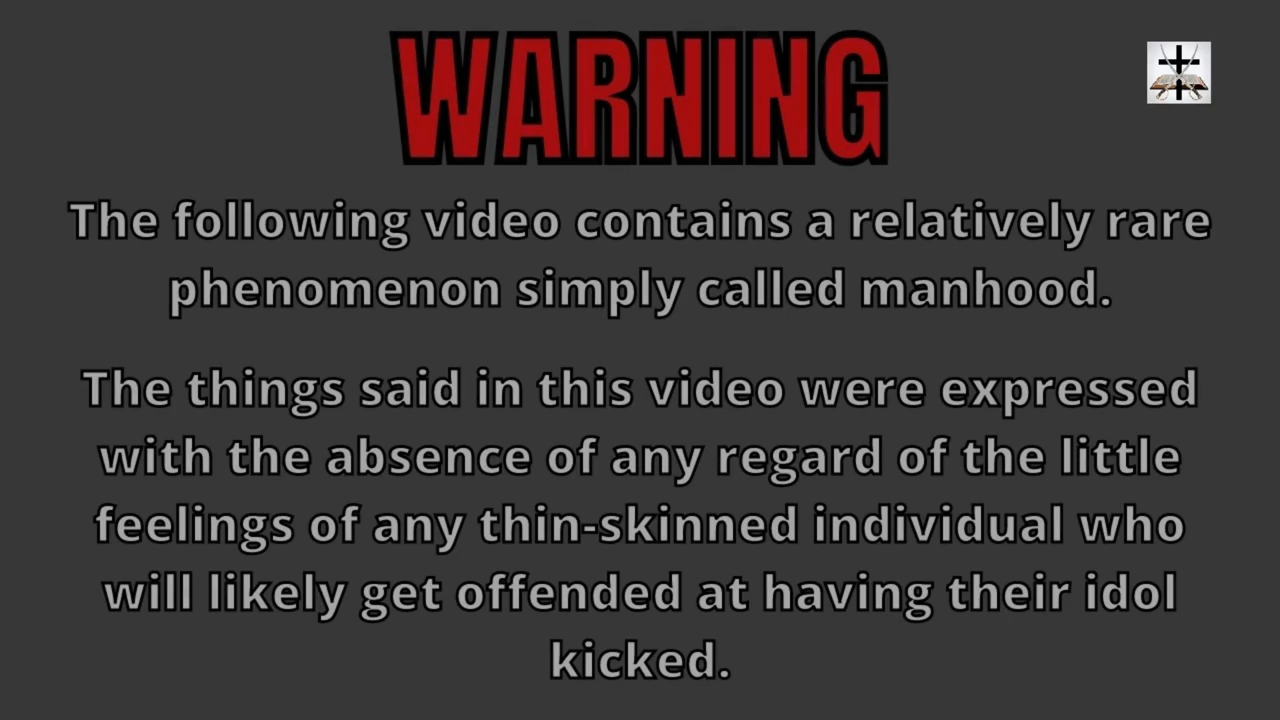 WARNING
The following video contains a relatively rare
phenomenon simply called manhood.
The things said in this video were expressed
with the absence of any regard of the little
feelings of any thin-skinned individual who
will likely get offended at having their idol
kicked.